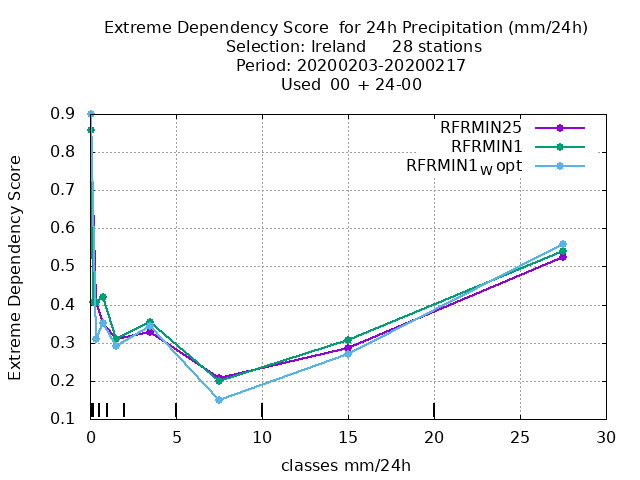 Extreme Dependency Score  for 24h Precipitation (mm/24h)
Selection: Ireland     28 stations
Period: 20200203-20200217
Used  00 + 24-00
RFRMIN25
RFRMIN1
RFRMIN1W opt
Extreme Dependency Score
0.9
0.8
0.7
0.6
0.5
0.4
0.3
0.2
0.1
0 5 10 15 20 25 30
classes mm/24h